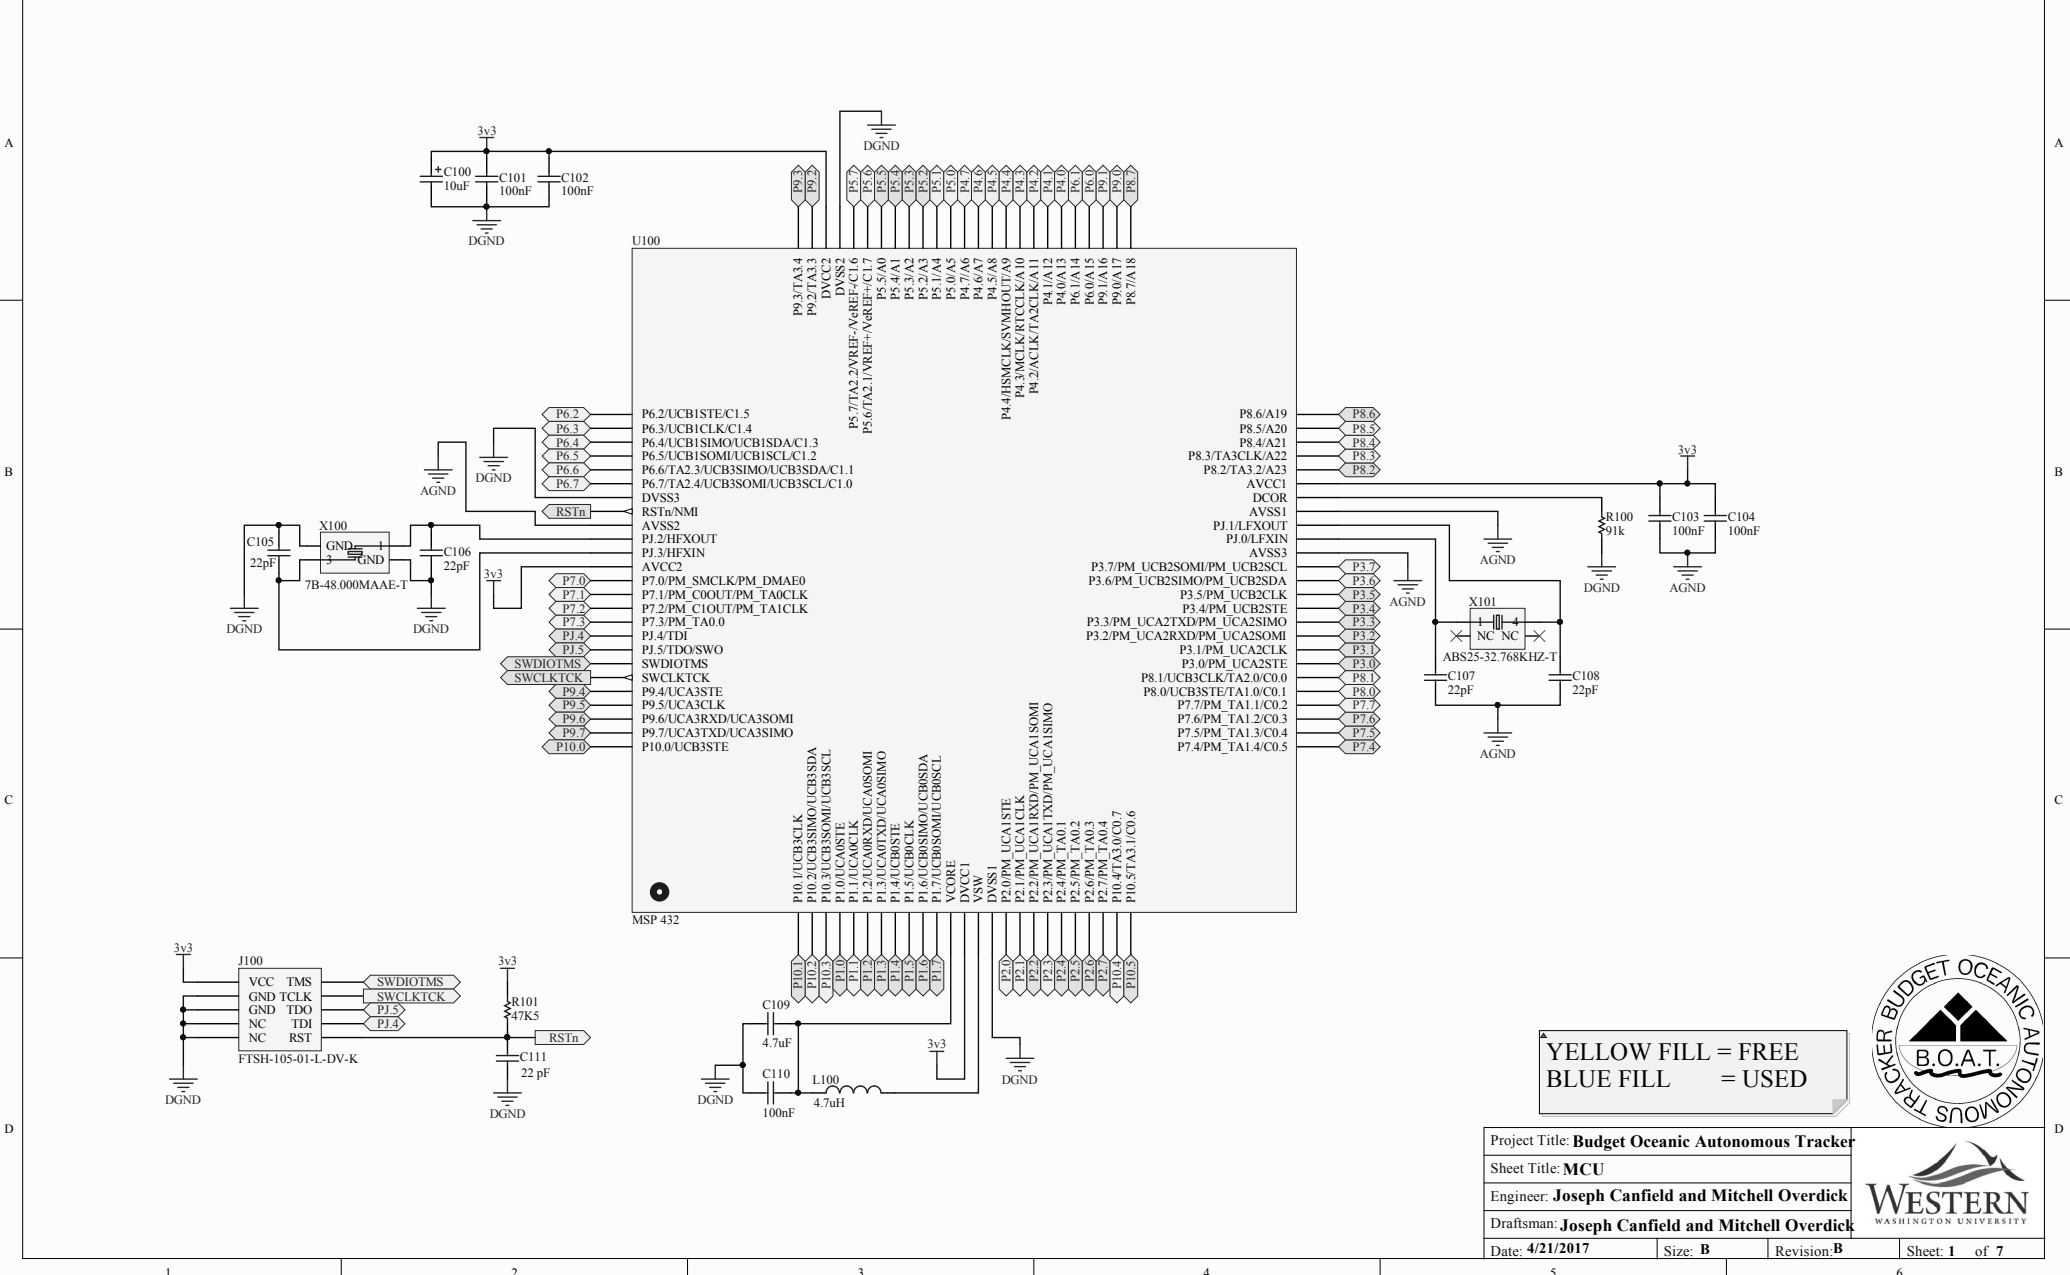 A
A
B
B
C
C
D
D
3v3
C100
10uF
C101
100nF
C102
100nF
DGND
DGND
P9.3
P9.2
P5.7
P5.6
P5.5
P5.4
P5.3
P5.2
P5.1
P5.0
P4.7
P4.6
P4.5
P4.4
P4.3
P4.2
P4.1
P4.0
P6.1
P6.0
P9.1
P9.0
P8.7
U100
P9.3/TA3.4
P9.2/TA3.3
DVCC2
DVSS2
P5.7/TA2.2/VREF-/VeREF-/C1.6
P5.6/TA2.1/VREF+/VeREF+/C1.7
P5.5/A0
P5.4/A1
P5.3/A2
P5.2/A3
P5.1/A4
P5.0/A5
P4.7/A6
P4.6/A7
P4.5/A8
P4.4/HSMCLK/SVMHOUT/A9
P4.3/MCLK/RTCCLK/A10
P4.2/ACLK/TA2CLK/A11
P4.1/A12
P4.0/A13
P6.1/A14
P6.0/A15
P9.1/A16
P9.0/A17
P8.7/A18
P6.2 P6.2/UCB1STE/C1.5
P6.3 P6.3/UCB1CLK/C1.4
P6.4 P6.4/UCB1SIMO/UCB1SDA/C1.3
P6.5 P6.5/UCB1SOMI/UCB1SCL/C1.2
P6.6 P6.6/TA2.3/UCB3SIMO/UCB3SDA/C1.1
P6.7 P6.7/TA2.4/UCB3SOMI/UCB3SCL/C1.0
DVSS3
RSTn RSTn/NMI
AVSS2
PJ.2/HFXOUT
PJ.3/HFXIN
AVCC2
P7.0 P7.0/PM_SMCLK/PM_DMAE0
P7.1 P7.1/PM_C0OUT/PM_TA0CLK
P7.2 P7.2/PM_C1OUT/PM_TA1CLK
P7.3 P7.3/PM_TA0.0
PJ.4 PJ.4/TDI
PJ.5 PJ.5/TDO/SWO
SWDIOTMS SWDIOTMS
SWCLKTCK SWCLKTCK
P9.4 P9.4/UCA3STE
P9.5 P9.5/UCA3CLK
P9.6 P9.6/UCA3RXD/UCA3SOMI
P9.7 P9.7/UCA3TXD/UCA3SIMO
P10.0 P10.0/UCB3STE
AGND
DGND
C105
22pF
X100
GND 1
3 GND
7B-48.000MAAE-T
C106
22pF
3v3
DGND
DGND
P8.6/A19 P8.6
P8.5/A20 P8.5
P8.4/A21 P8.4
P8.3/TA3CLK/A22 P8.3
P8.2/TA3.2/A23 P8.2
AVCC1
DCOR
AVSS1
PJ.1/LFXOUT
PJ.0/LFXIN
AVSS3
P3.7/PM_UCB2SOMI/PM_UCB2SCL P3.7
P3.6/PM_UCB2SIMO/PM_UCB2SDA P3.6
P3.5/PM_UCB2CLK P3.5
P3.4/PM_UCB2STE P3.4
P3.3/PM_UCA2TXD/PM_UCA2SIMO P3.3
P3.2/PM_UCA2RXD/PM_UCA2SOMI P3.2
P3.1/PM_UCA2CLK P3.1
P3.0/PM_UCA2STE P3.0
P8.1/UCB3CLK/TA2.0/C0.0 P8.1
P8.0/UCB3STE/TA1.0/C0.1 P8.0
P7.7/PM_TA1.1/C0.2 P7.7
P7.6/PM_TA1.2/C0.3 P7.6
P7.5/PM_TA1.3/C0.4 P7.5
P7.4/PM_TA1.4/C0.5 P7.4
3v3
R100
91k
C103
100nF
C104
100nF
AGND
DGND
AGND
AGND
X101
1 4
NC NC
ABS25-32.768KHZ-T
C107
22pF
C108
22pF
AGND
P10.1/UCB3CLK
P10.2/UCB3SIMO/UCB3SDA
P10.3/UCB3SOMI/UCB3SCL
P1.0/UCA0STE
P1.1/UCA0CLK
P1.2/UCA0RXD/UCA0SOMI
P1.3/UCA0TXD/UCA0SIMO
P1.4/UCB0STE
P1.5/UCB0CLK
P1.6/UCB0SIMO/UCB0SDA
P1.7/UCB0SOMI/UCB0SCL
VCORE
DVCC1
VSW
DVSS1
P2.0/PM_UCA1STE
P2.1/PM_UCA1CLK
P2.2/PM_UCA1RXD/PM_UCA1SOMI
P2.3/PM_UCA1TXD/PM_UCA1SIMO
P2.4/PM_TA0.1
P2.5/PM_TA0.2
P2.6/PM_TA0.3
P2.7/PM_TA0.4
P10.4/TA3.0/C0.7
P10.5/TA3.1/C0.6
MSP 432
P10.1
P10.2
P10.3
P1.0
P1.1
P1.2
P1.3
P1.4
P1.5
P1.6
P1.7
P2.0
P2.1
P2.2
P2.3
P2.4
P2.5
P2.6
P2.7
P10.4
P10.5
3v3
J100
VCC TMS SWDIOTMS
GND TCLK SWCLKTCK
GND TDO PJ.5
NC TDI PJ.4
NC RST
FTSH-105-01-L-DV-K
DGND
3v3
R101
47K5
RSTn
C111
22 pF
DGND
C109
4.7uF
C110
100nF
DGND
L100
4.7uH
3v3
DGND
YELLOW FILL = FREE
BLUE FILL = USED
BUDGET OCEANIC AUTONOMOUS TRACKER
B.O.A.T.
Project Title: Budget Oceanic Autonomous Tracker
Sheet Title: MCU
Engineer: Joseph Canfield and Mitchell Overdick
Draftsman: Joseph Canfield and Mitchell Overdick
Date: 4/21/2017 Size: B Revision: B Sheet: 1 of 7
WESTERN
WASHINGTON UNIVERSITY
1 2 3 4 5 6